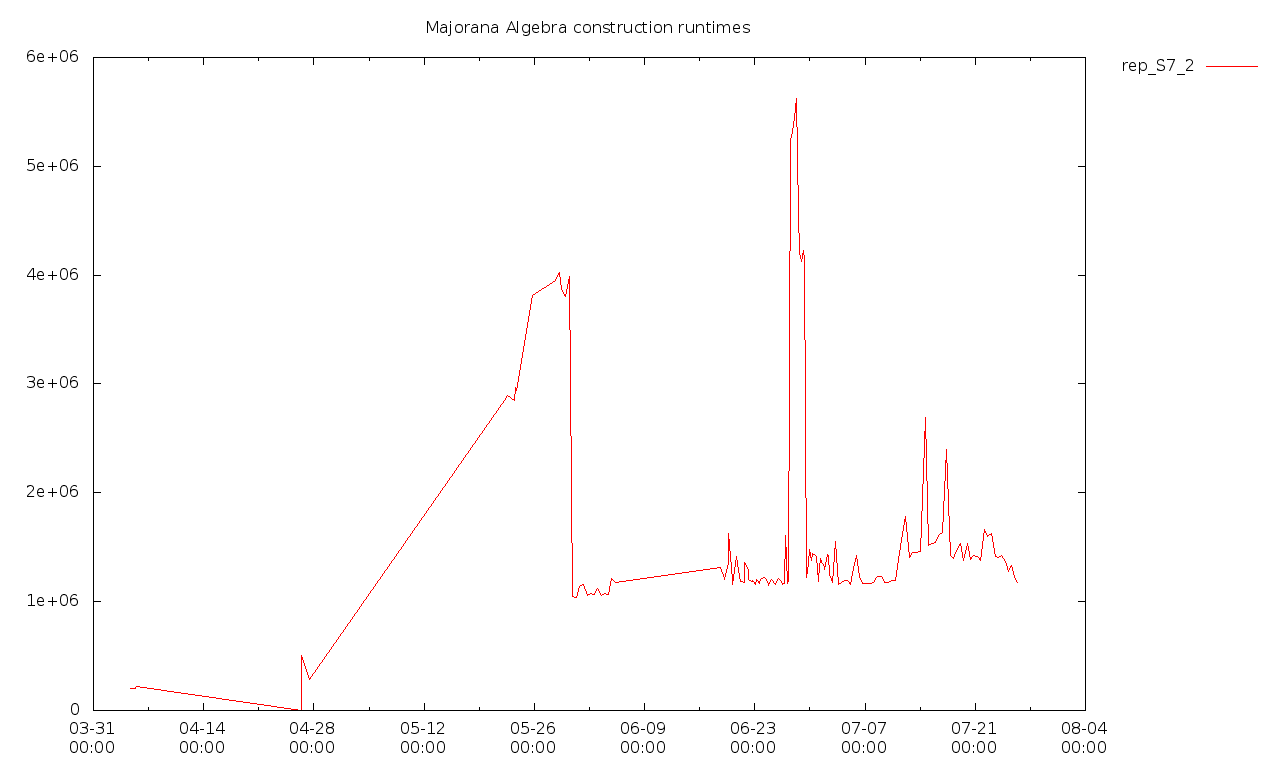 Majorana Algebra construction runtimes
rep_S7_2
6e+06
5e+06
4e+06
3e+06
2e+06
1e+06
0
03-31 04-14 04-28 05-12 05-26 06-09 06-23 07-07 07-21 08-04
00:00 00:00 00:00 00:00 00:00 00:00 00:00 00:00 00:00 00:00